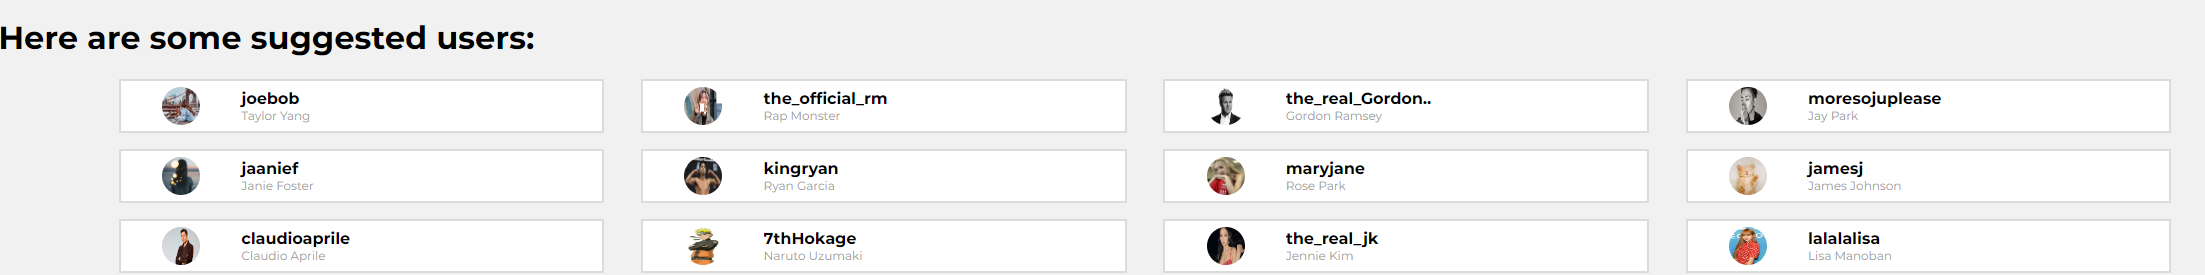 Here are some suggested users:
joebob
Taylor Yang
the_official_rm
Rap Monster
the_real_Gordon..
Gordon Ramsey
moresojuplease
Jay Park
jaanief
Janie Foster
kingryan
Ryan Garcia
maryjane
Rose Park
jamesj
James Johnson
claudioaprile
Claudio Aprile
7thHokage
Naruto Uzumaki
the_real_jk
Jennie Kim
lalalalisa
Lisa Manoban